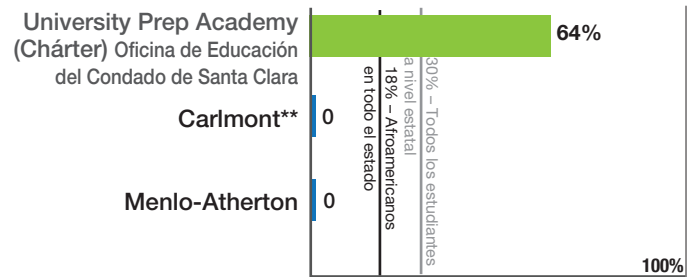 University Prep Academy
(Chárter) Oficina de Educación
del Condado de Santa Clara
64%
Carlmont**
0
Menlo-Atherton
0
18% – Afroamericanos
en todo el estado
30% – Todos los estudiantes
a nivel estatal
100%